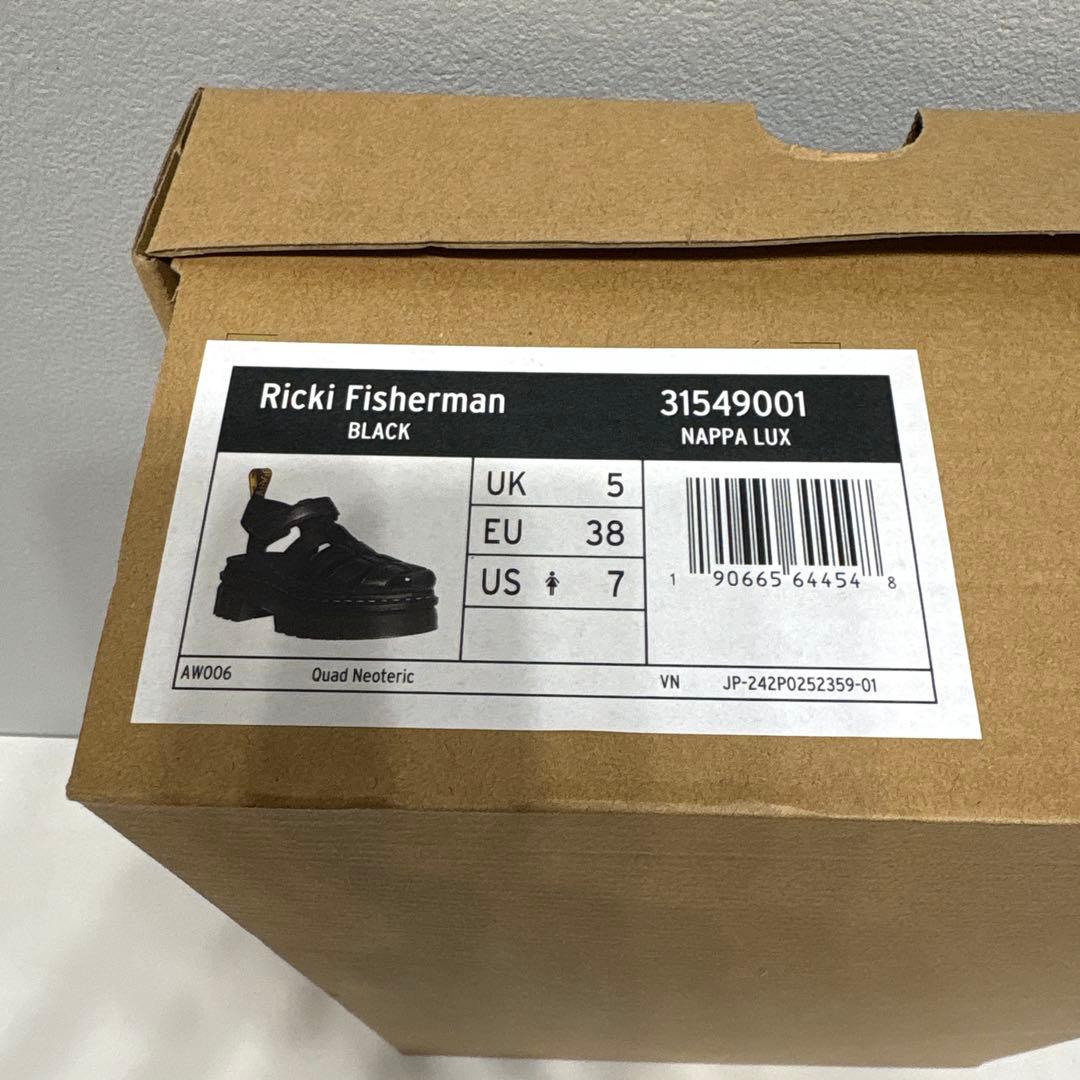 Ricki Fisherman
BLACK
31549001
NAPPA LUX
UK 5
EU 38
US 7
1 90665 64454 8
AW006 Quad Neoteric VN JP-242P0252359-01